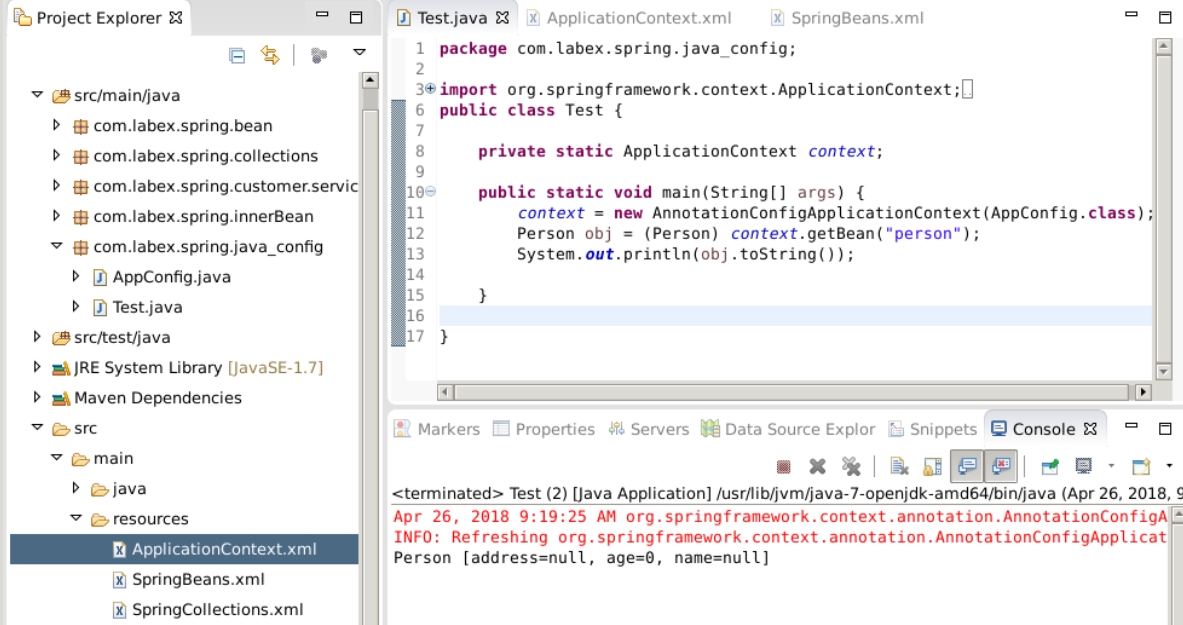 Project Explorer
src/main/java
com.labex.spring.bean
com.labex.spring.collections
com.labex.spring.customer.servic
com.labex.spring.innerBean
com.labex.spring.java_config
AppConfig.java
Test.java
src/test/java
JRE System Library [JavaSE-1.7]
Maven Dependencies
src
main
java
resources
ApplicationContext.xml
SpringBeans.xml
SpringCollections.xml
Test.java ApplicationContext.xml SpringBeans.xml
1 package com.labex.spring.java_config;
2
3 import org.springframework.context.ApplicationContext;
6 public class Test {
7
8 private static ApplicationContext context;
9
10 public static void main(String[] args) {
11 context = new AnnotationConfigApplicationContext(AppConfig.class);
12 Person obj = (Person) context.getBean("person");
13 System.out.println(obj.toString());
14
15 }
16
17 }
Markers Properties Servers Data Source Explor Snippets Console
<terminated> Test (2) [Java Application] /usr/lib/jvm/java-7-openjdk-amd64/bin/java (Apr 26, 2018, 9
Apr 26, 2018 9:19:25 AM org.springframework.context.annotation.AnnotationConfigA
INFO: Refreshing org.springframework.context.annotation.AnnotationConfigApplicat
Person [address=null, age=0, name=null]